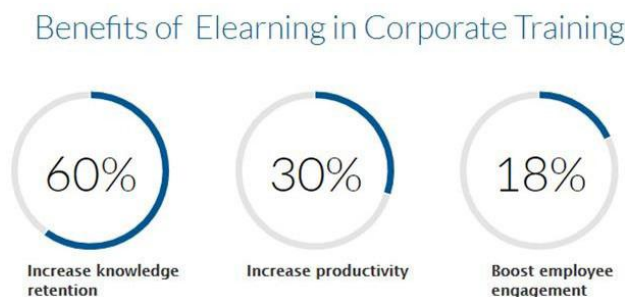 Benefits of Elearning in Corporate Training
60%
30%
18%
Increase knowledge
retention
Increase productivity
Boost employee
engagement